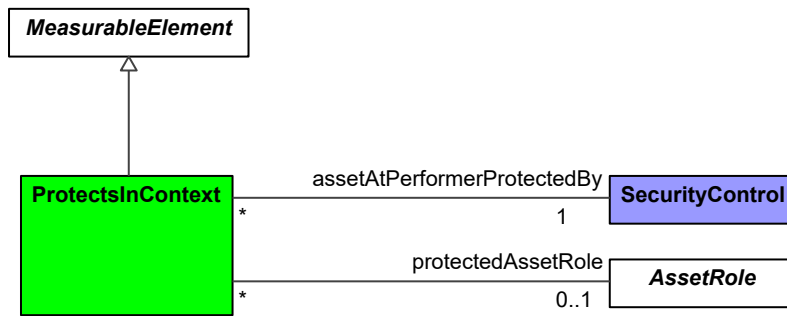 MeasurableElement
ProtectsInContext
assetAtPerformerProtectedBy
SecurityControl
*
1
protectedAssetRole
AssetRole
*
0..1